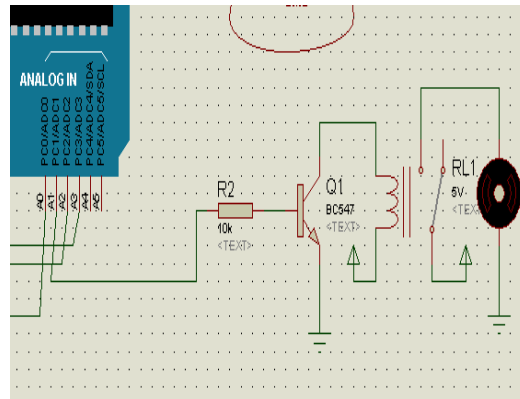 ANALOG IN
PC0/ADC0
PC1/ADC1
PC2/ADC2
PC3/ADC3
PC4/ADC4/SDA
PC5/ADC5/SCL
A0
A1
A2
A3
A4
A5
R2
10k
<TEXT>
Q1
BC547
<TEXT>
RL1
5V
<TEXT>